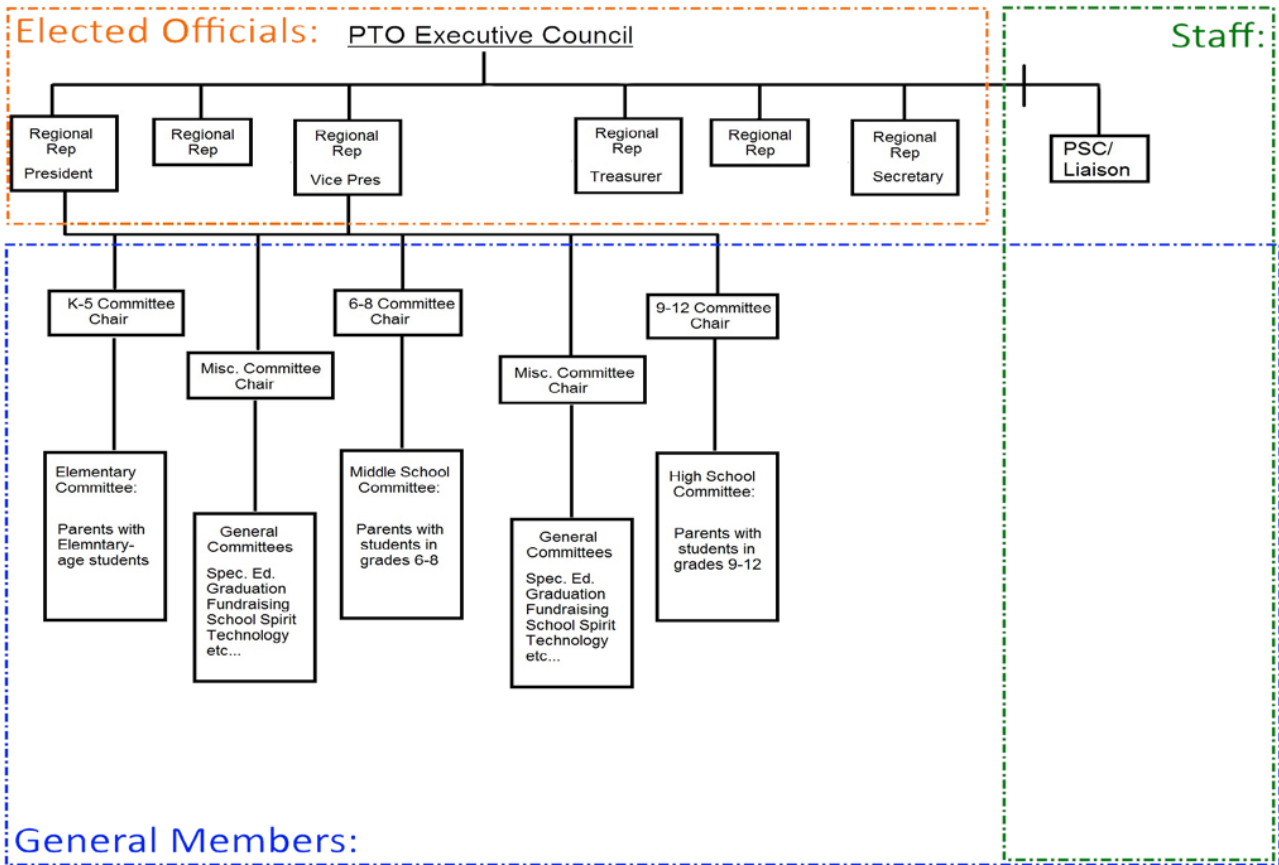 Elected Officials:
PTO Executive Council
Staff:
Regional
Rep
President
Regional
Rep
Regional
Rep
Vice Pres
Regional
Rep
Treasurer
Regional
Rep
Regional
Rep
Secretary
PSC/
Liaison
K-5 Committee
Chair
Misc. Committee
Chair
6-8 Committee
Chair
Misc. Committee
Chair
9-12 Committee
Chair
Elementary
Committee:
Parents with
Elemntary-
age students
General
Committees
Spec. Ed.
Graduation
Fundraising
School Spirit
Technology
etc...
Middle School
Committee:
Parents with
students in
grades 6-8
General
Committees
Spec. Ed.
Graduation
Fundraising
School Spirit
Technology
etc...
High School
Committee:
Parents with
students in
grades 9-12
General Members: